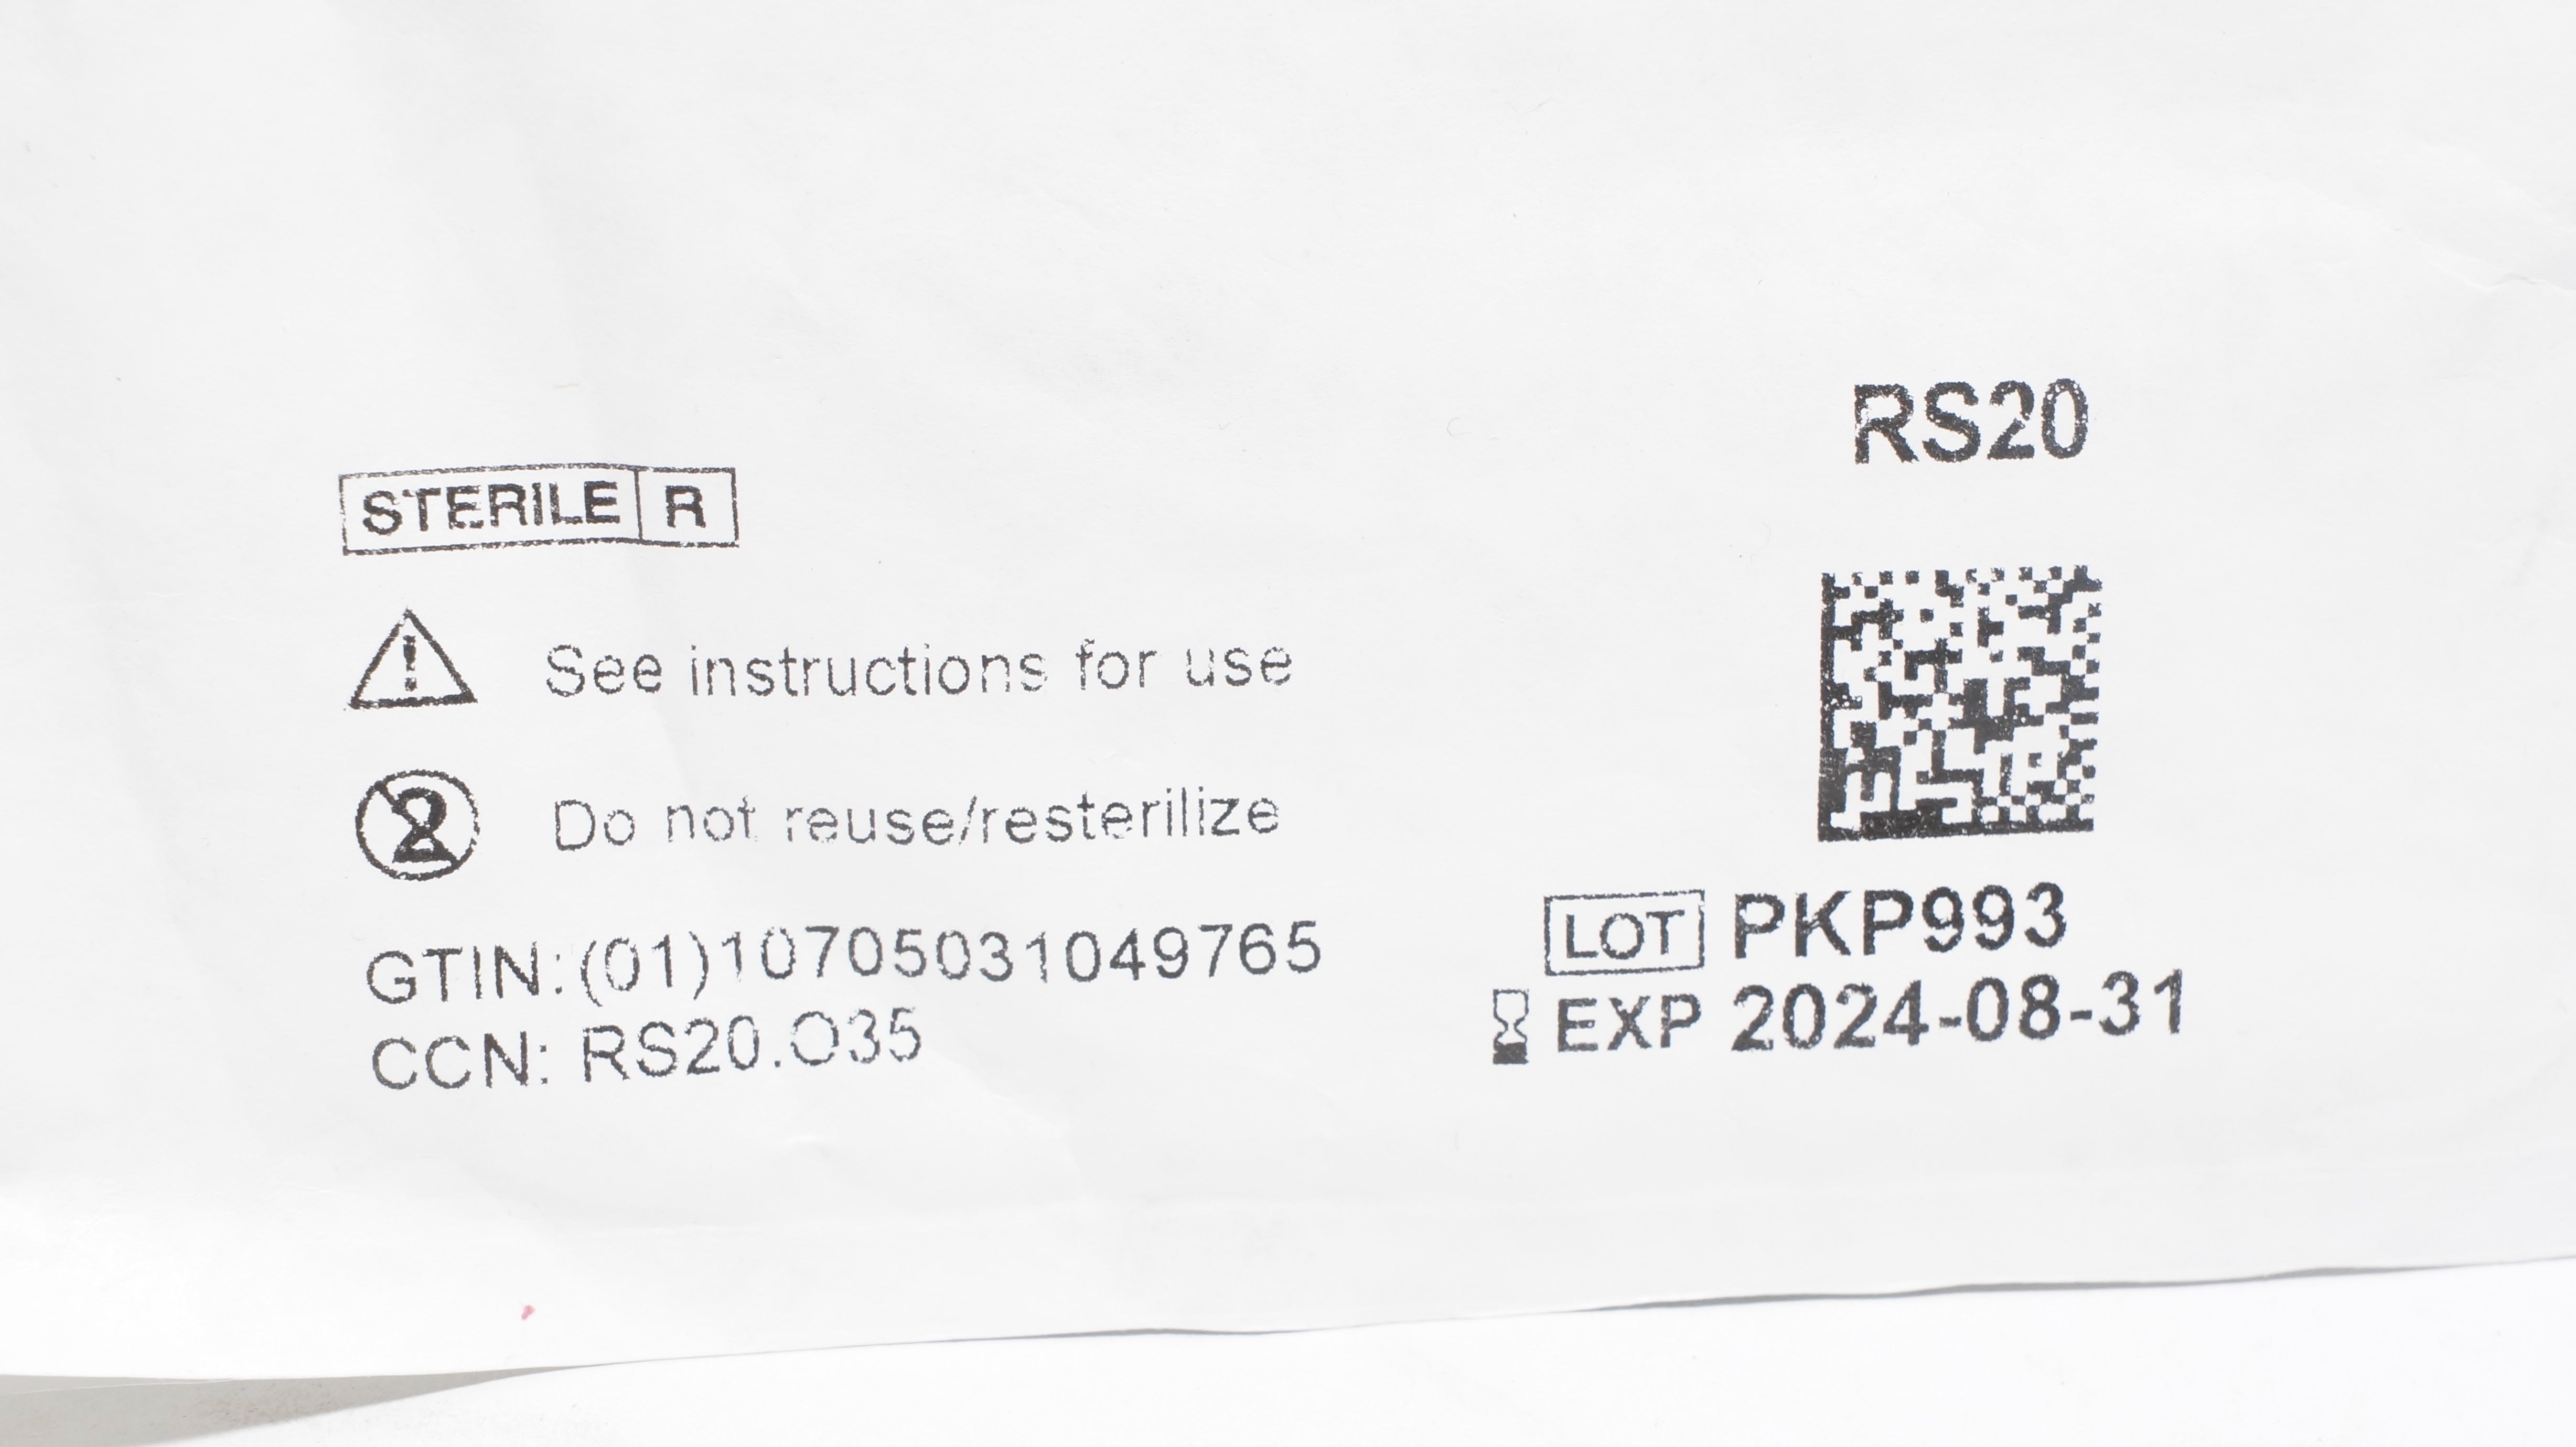 RS20
STERILE R
See instructions for use
Do not reuse/resterilize
GTIN: (01)10705031049765
CCN: RS20.O35
LOT PKP993
EXP 2024-08-31